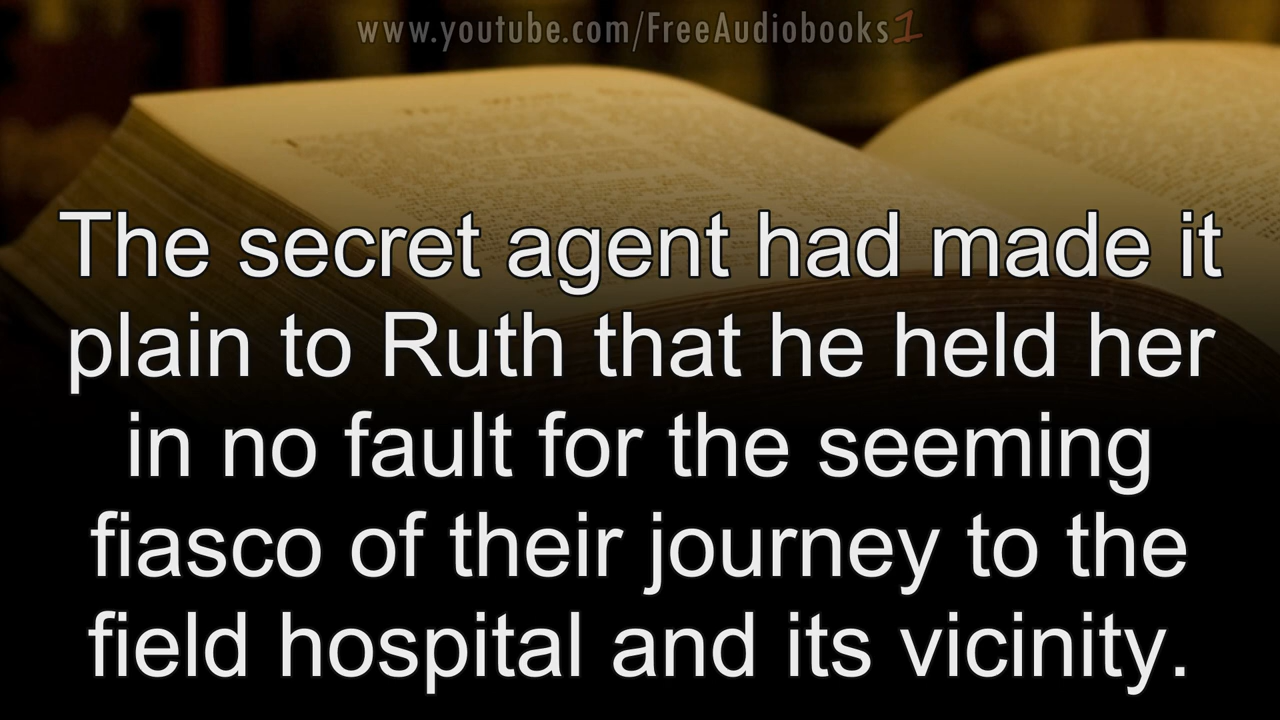 www.youtube.com/FreeAudiobooks1
The secret agent had made it
plain to Ruth that he held her
in no fault for the seeming
fiasco of their journey to the
field hospital and its vicinity.